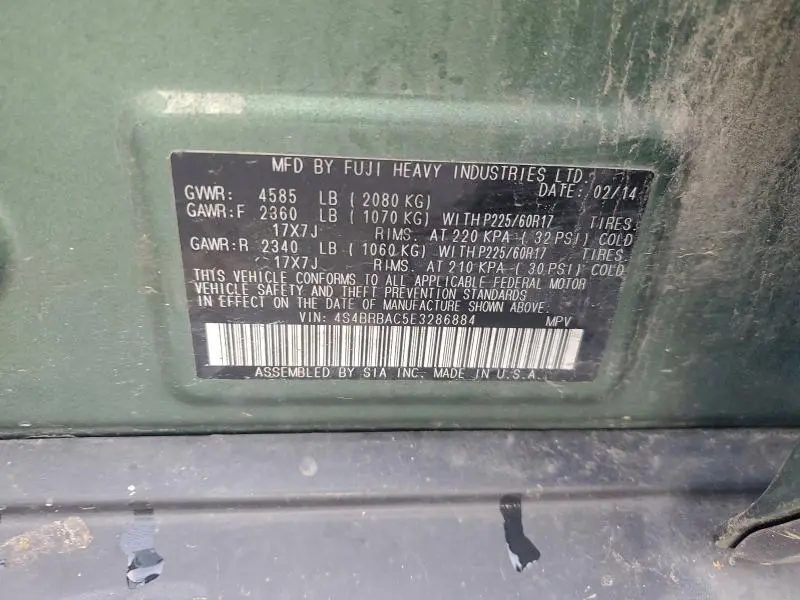 MFD BY FUJI HEAVY INDUSTRIES LTD.
DATE: 02/14
GVWR: 4585 LB ( 2080 KG)
GAWR: F 2360 LB ( 1070 KG) WITH P225/60R17 TIRES.
17X7J RIMS. AT 220 KPA ( 32 PSI) COLD
GAWR: R 2340 LB ( 1060 KG) WITH P225/60R17 TIRES.
17X7J RIMS. AT 210 KPA ( 30 PSI) COLD
THIS VEHICLE CONFORMS TO ALL APPLICABLE FEDERAL MOTOR
VEHICLE SAFETY AND THEFT PREVENTION STANDARDS
IN EFFECT ON THE DATE OF MANUFACTURE SHOWN ABOVE.
VIN: 4S4BRBAC5E3286884 MPV
ASSEMBLED BY SIA INC. MADE IN U.S.A.